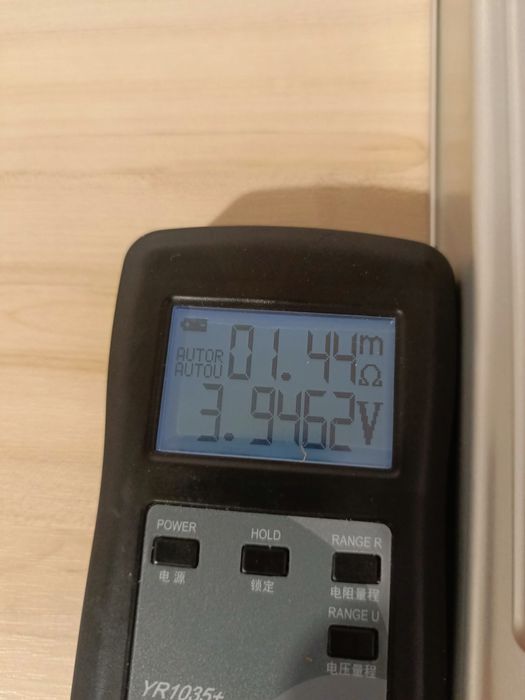 01.44 mΩ
AUTOR
AUTOU
3.9462 V
POWER HOLD RANGE R
电源 锁定 电阻量程
RANGE U
电压量程
YR1035+